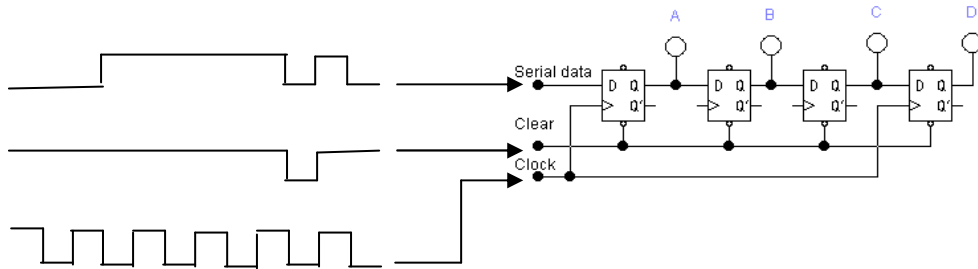 A B C D
Serial data
D Q D Q D Q D Q
Q' Q' Q' Q'
Clear
Clock